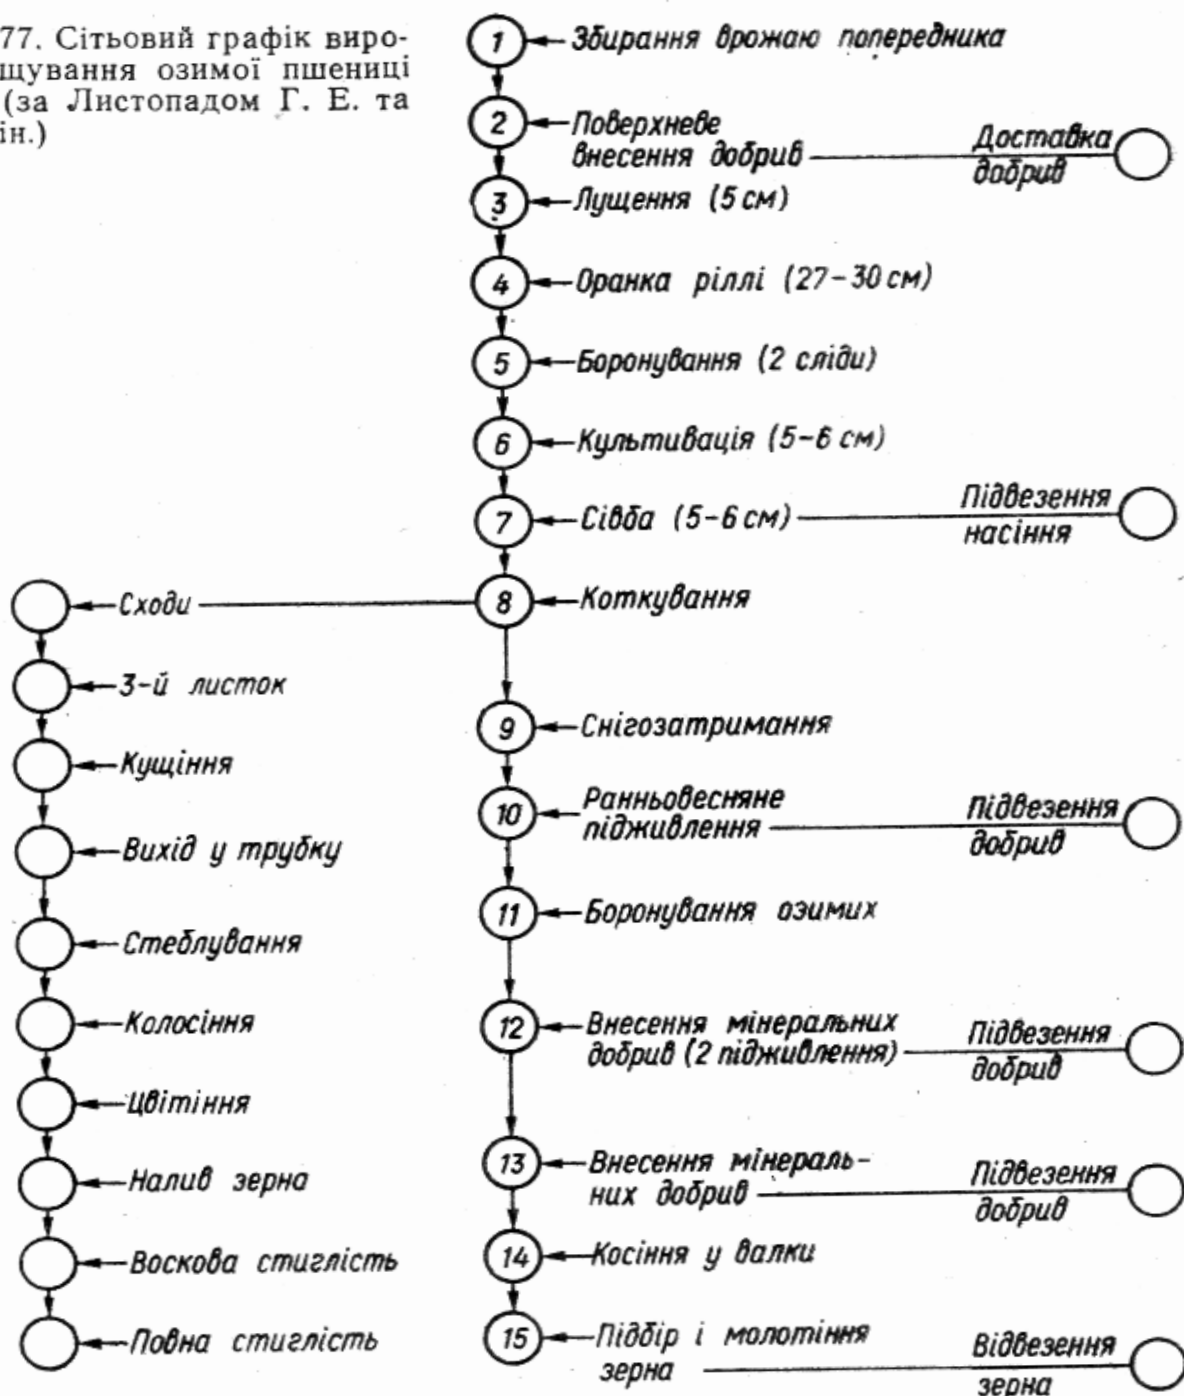 77. Сітьовий графік виро-
щування озимої пшениці
(за Листопадом Г. Е. та
ін.)
1 Збирання врожаю попередника
2 Поверхневе
внесення добрив
Доставка
добрив
3 Лущення (5 см)
4 Оранка ріллі (27-30 см)
5 Боронування (2 сліди)
6 Культивація (5-6 см)
7 Сівба (5-6 см)
Підвезення
насіння
8 Коткування
Сходи
3-й листок
Кущіння
Вихід у трубку
Стеблування
Колосіння
Цвітіння
Налив зерна
Воскова стиглість
Повна стиглість
9 Снігозатримання
10 Ранньовесняне
підживлення
Підвезення
добрив
11 Боронування озимих
12 Внесення мінеральних
добрив (2 підживлення)
Підвезення
добрив
13 Внесення мінераль-
них добрив
Підвезення
добрив
14 Косіння у валки
15 Підбір і молотіння
зерна
Відвезення
зерна